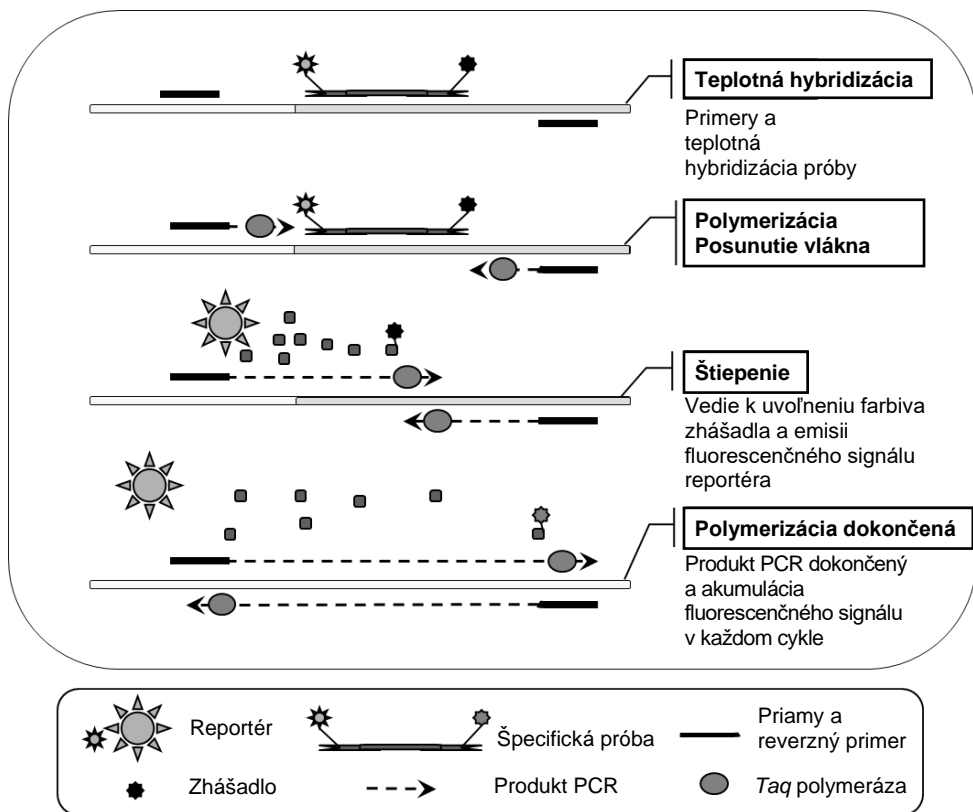 Teplotná hybridizácia
Primery a
teplotná
hybridizácia próby
Polymerizácia
Posunutie vlákna
Štiepenie
Vedie k uvoľneniu farbiva
zhášadla a emisii
fluorescenčného signálu
reportéra
Polymerizácia dokončená
Produkt PCR dokončený
a akumulácia
fluorescenčného signálu
v každom cykle
Reportér
Špecifická próba
Priamy a
reverzný primer
Zhášadlo
Produkt PCR
Taq polymeráza